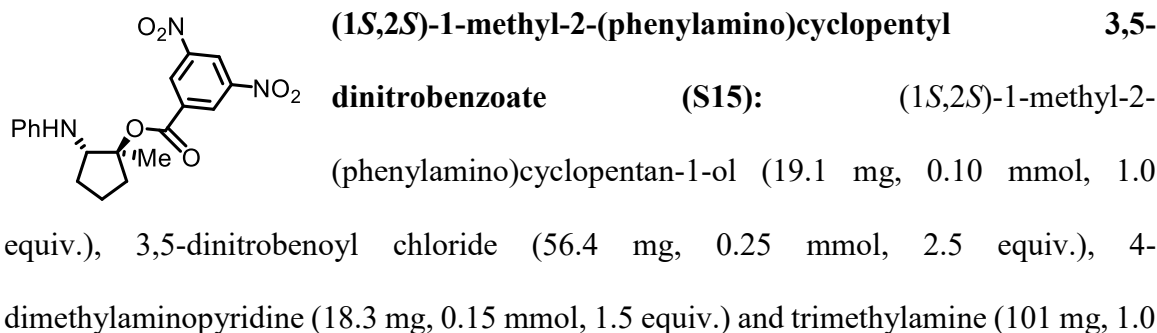 O₂N
NO₂
PhHN
O
Me
O
(1S,2S)-1-methyl-2-(phenylamino)cyclopentyl 3,5-
dinitrobenzoate (S15): (1S,2S)-1-methyl-2-
(phenylamino)cyclopentan-1-ol (19.1 mg, 0.10 mmol, 1.0
equiv.), 3,5-dinitrobenoyl chloride (56.4 mg, 0.25 mmol, 2.5 equiv.), 4-
dimethylaminopyridine (18.3 mg, 0.15 mmol, 1.5 equiv.) and trimethylamine (101 mg, 1.0